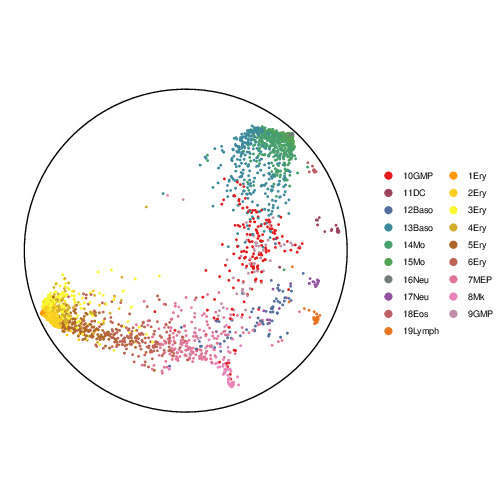 10GMP 1Ery
11DC 2Ery
12Baso 3Ery
13Baso 4Ery
14Mo 5Ery
15Mo 6Ery
16Neu 7MEP
17Neu 8Mk
18Eos 9GMP
19Lymph